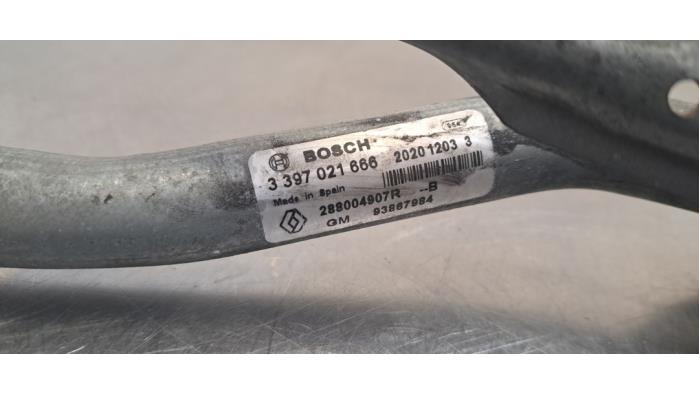 BOSCH
3 397 021 666 20201203 3
Made in Spain
288004907R --B
GM 93867984